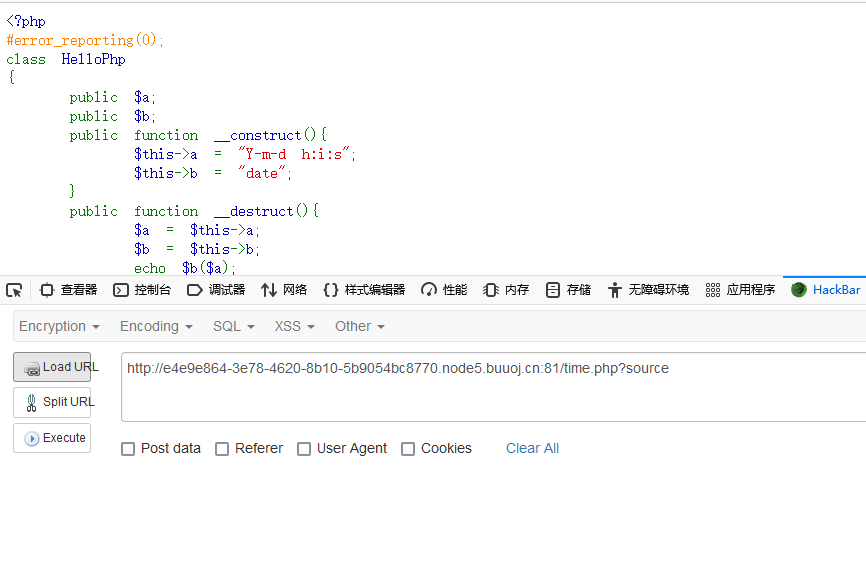 <?php
#error_reporting(0);
class HelloPhp
{
public $a;
public $b;
public function __construct(){
$this->a = "Y-m-d h:i:s";
$this->b = "date";
}
public function __destruct(){
$a = $this->a;
$b = $this->b;
echo $b($a);
查看器 控制台 调试器 网络 样式编辑器 性能 内存 存储 无障碍环境 应用程序 HackBar
Encryption Encoding SQL XSS Other
Load URL
http://e4e9e864-3e78-4620-8b10-5b9054bc8770.node5.buuoj.cn:81/time.php?source
Split URL
Execute
Post data Referer User Agent Cookies Clear All